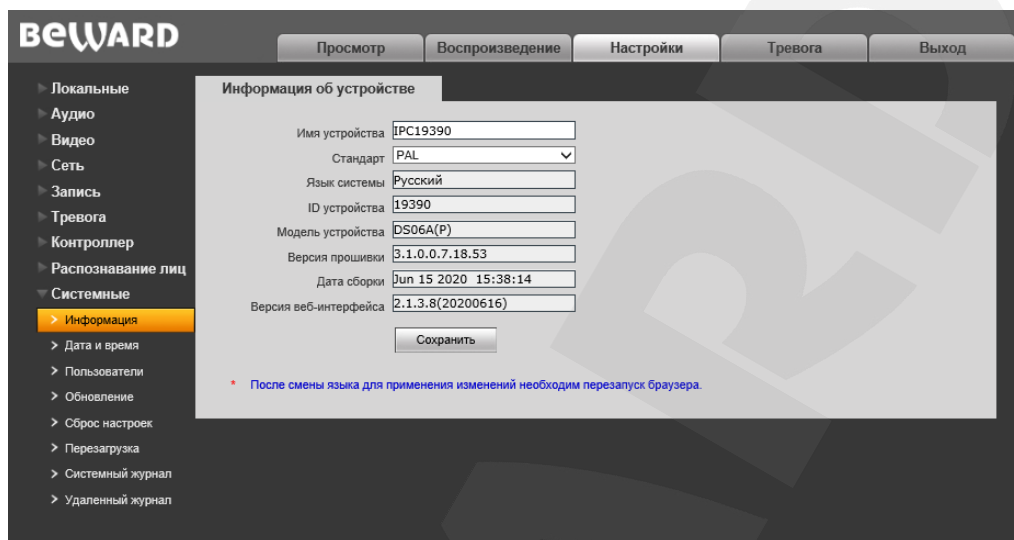 BEWARD
Просмотр Воспроизведение Настройки Тревога Выход
Локальные
Аудио
Видео
Сеть
Запись
Тревога
Контроллер
Распознавание лиц
Системные
Информация
Дата и время
Пользователи
Обновление
Сброс настроек
Перезагрузка
Системный журнал
Удаленный журнал
Информация об устройстве
Имя устройства IPC19390
Стандарт PAL
Язык системы Русский
ID устройства 19390
Модель устройства DS06A(P)
Версия прошивки 3.1.0.0.7.18.53
Дата сборки Jun 15 2020 15:38:14
Версия веб-интерфейса 2.1.3.8(20200616)
Сохранить
* После смены языка для применения изменений необходим перезапуск браузера.